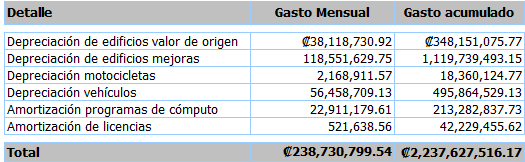 Detalle Gasto Mensual Gasto acumulado
Depreciación de edificios valor de origen ₡38,118,730.92 ₡348,151,075.77
Depreciación de edificios mejoras 118,551,629.75 1,119,739,493.15
Depreciación motocicletas 2,168,911.57 18,360,124.77
Depreciación vehículos 56,458,709.13 495,864,529.13
Amortización programas de cómputo 22,911,179.61 213,282,837.73
Amortización de licencias 521,638.56 42,229,455.62
Total ₡238,730,799.54 ₡2,237,627,516.17